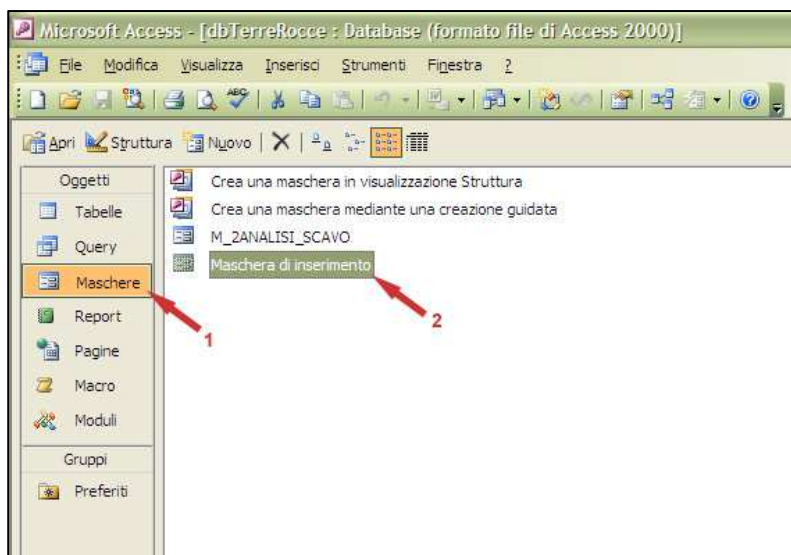 Microsoft Access - [dbTerreRocce : Database (formato file di Access 2000)]
File Modifica Visualizza Inserisci Strumenti Finestra ?
ABC
Apri Struttura Nuovo
Oggetti
Tabelle
Query
Maschere
Report
Pagine
Macro
Moduli
Gruppi
Preferiti
Crea una maschera in visualizzazione Struttura
Crea una maschera mediante una creazione guidata
M_2ANALISI_SCAVO
Maschera di inserimento
1
2